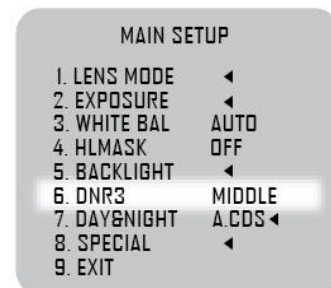 MAIN SETUP
1. LENS MODE ◄
2. EXPOSURE ◄
3. WHITE BAL AUTO
4. HLMASK OFF
5. BACKLIGHT ◄
6. DNR3 MIDDLE
7. DAY&NIGHT A.CDS◄
8. SPECIAL ◄
9. EXIT